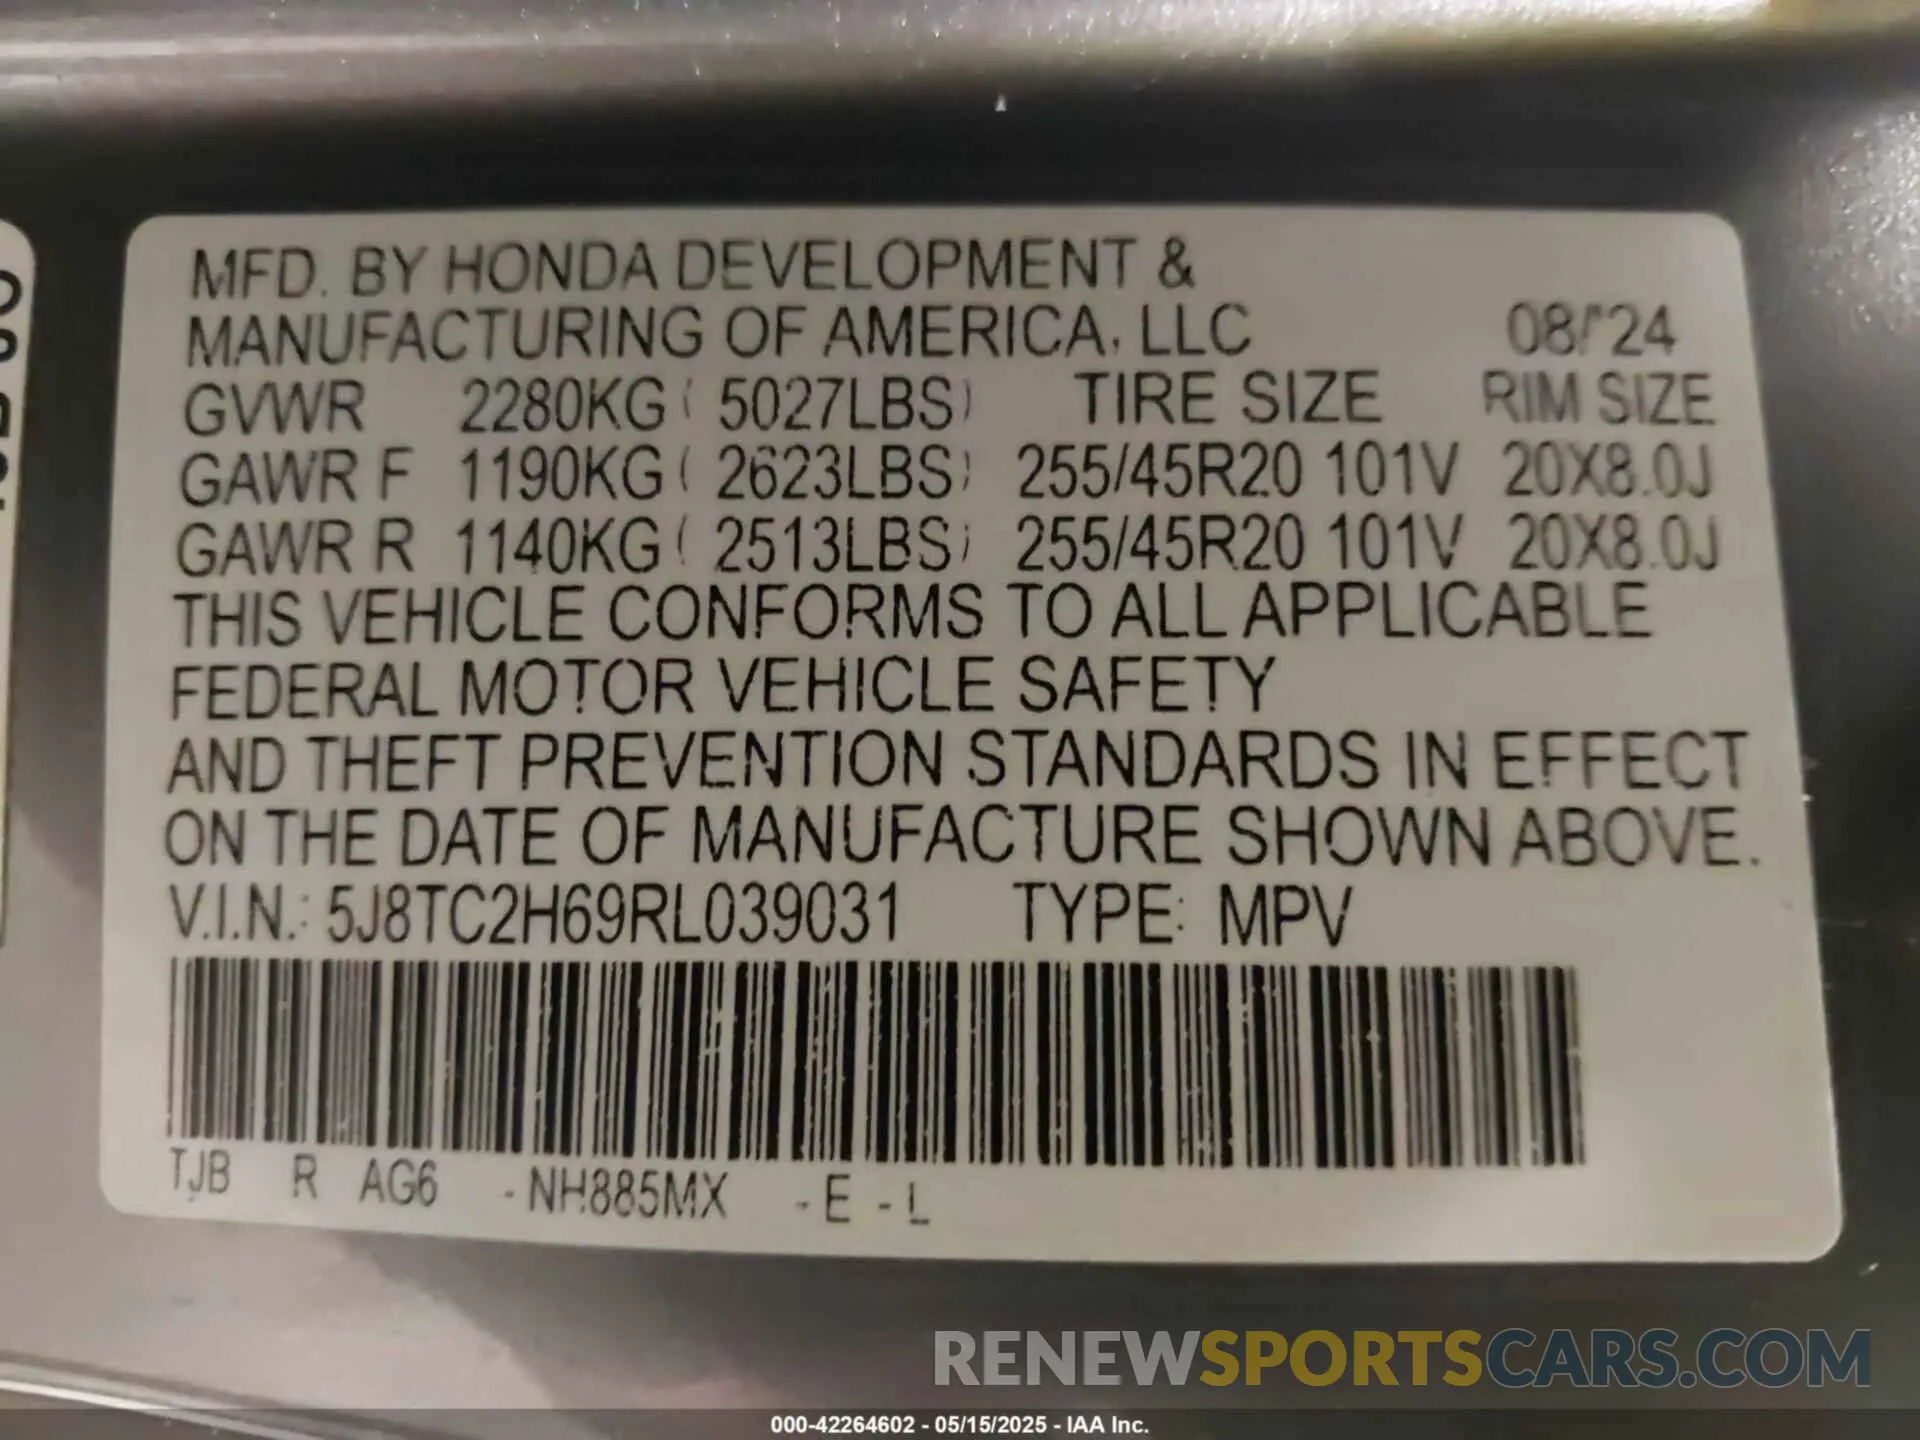 MFD. BY HONDA DEVELOPMENT &
MANUFACTURING OF AMERICA, LLC 08/'24
GVWR 2280KG ( 5027LBS) TIRE SIZE RIM SIZE
GAWR F 1190KG ( 2623LBS) 255/45R20 101V 20X8.0J
GAWR R 1140KG ( 2513LBS) 255/45R20 101V 20X8.0J
THIS VEHICLE CONFORMS TO ALL APPLICABLE
FEDERAL MOTOR VEHICLE SAFETY
AND THEFT PREVENTION STANDARDS IN EFFECT
ON THE DATE OF MANUFACTURE SHOWN ABOVE.
V.I.N.: 5J8TC2H69RL039031 TYPE: MPV
TJB R AG6 -NH885MX -E-L
RENEWSPORTSCARS.COM
000-42264602 - 05/15/2025 - IAA Inc.